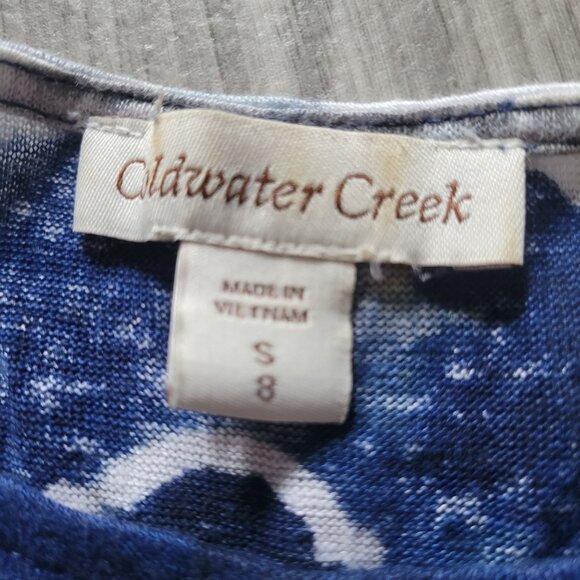 Coldwater Creek
MADE IN
VIETNAM
S
8